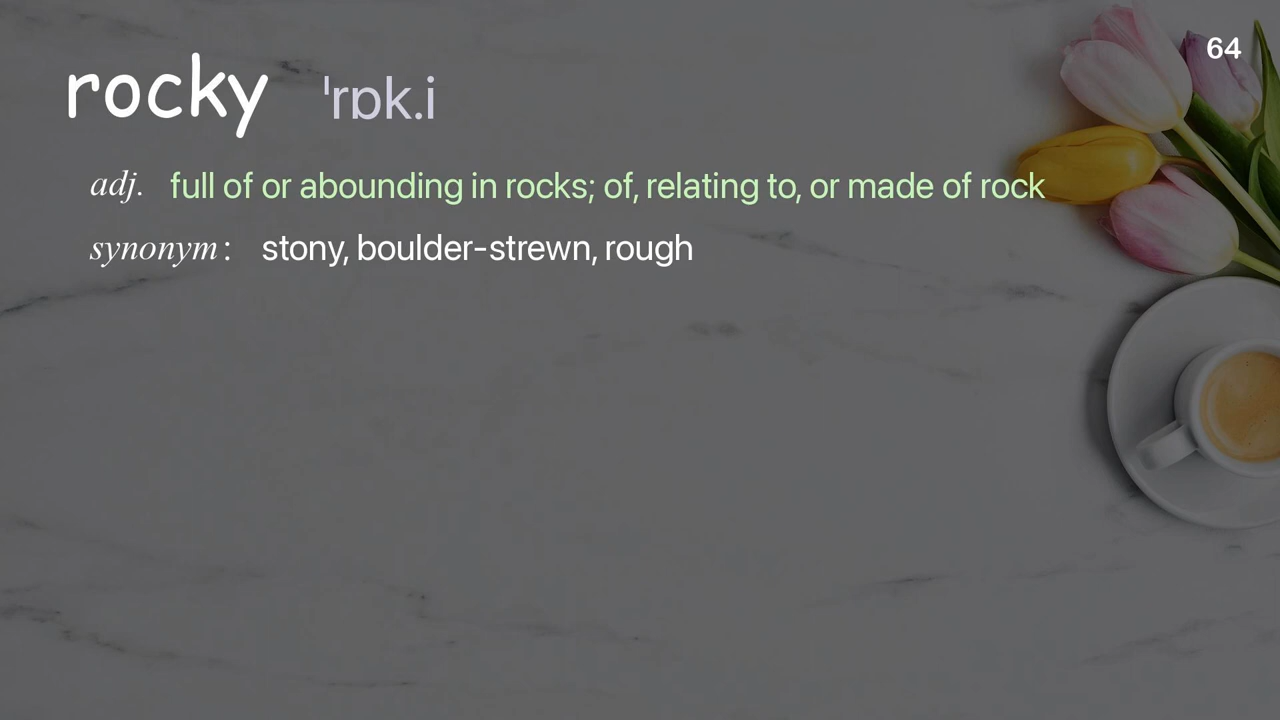 64
rocky ˈrɒk.i
adj. full of or abounding in rocks; of, relating to, or made of rock
synonym: stony, boulder-strewn, rough